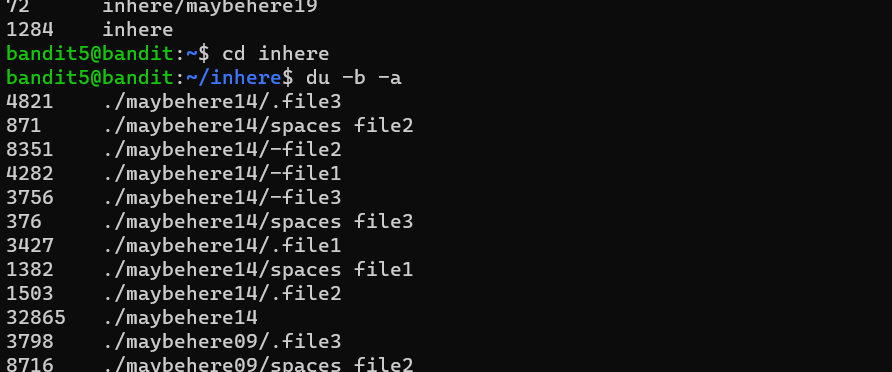 72      inhere/maybehere19
1284    inhere
bandit5@bandit:~$ cd inhere
bandit5@bandit:~/inhere$ du -b -a
4821    ./maybehere14/.file3
871     ./maybehere14/spaces file2
8351    ./maybehere14/-file2
4282    ./maybehere14/-file1
3756    ./maybehere14/-file3
376     ./maybehere14/spaces file3
3427    ./maybehere14/.file1
1382    ./maybehere14/spaces file1
1503    ./maybehere14/.file2
32865   ./maybehere14
3798    ./maybehere09/.file3
8716    ./maybehere09/spaces file2